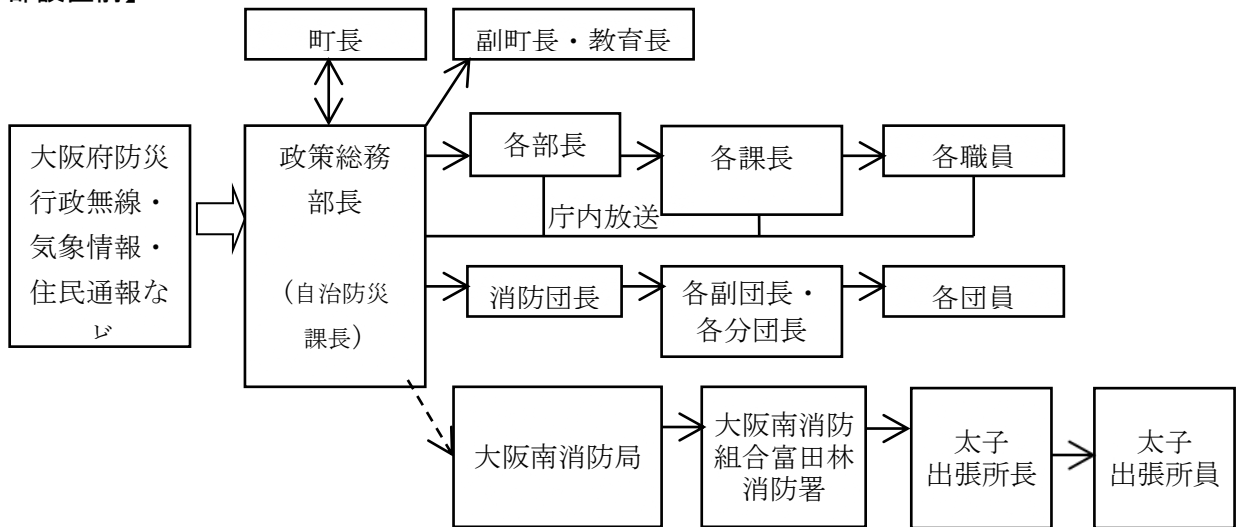 町長
副町長・教育長
大阪府防災
行政無線・
気象情報・
住民通報な
ど
政策総務
部長
(自治防災
課長)
各部長
各課長
各職員
庁内放送
消防団長
各副団長・
各分団長
各団員
大阪南消防局
大阪南消防
組合富田林
消防署
太子
出張所長
太子
出張所員